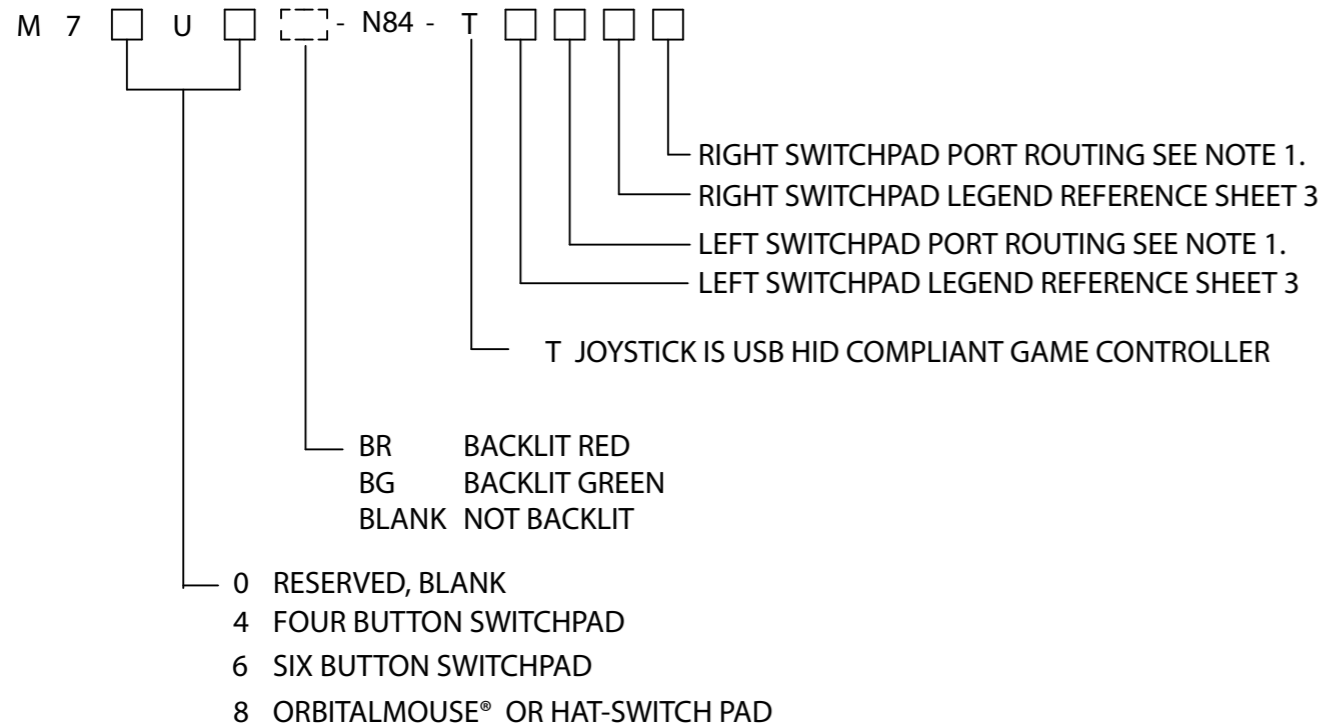 M 7 U - N84 - T
RIGHT SWITCHPAD PORT ROUTING SEE NOTE 1.
RIGHT SWITCHPAD LEGEND REFERENCE SHEET 3
LEFT SWITCHPAD PORT ROUTING SEE NOTE 1.
LEFT SWITCHPAD LEGEND REFERENCE SHEET 3
T JOYSTICK IS USB HID COMPLIANT GAME CONTROLLER
BR BACKLIT RED
BG BACKLIT GREEN
BLANK NOT BACKLIT
0 RESERVED, BLANK
4 FOUR BUTTON SWITCHPAD
6 SIX BUTTON SWITCHPAD
8 ORBITALMOUSE® OR HAT-SWITCH PAD